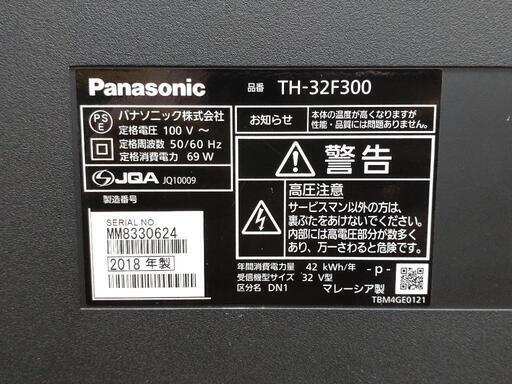 Panasonic
品番 TH-32F300
PS
E
パナソニック株式会社
定格電圧 100 V ～
定格周波数 50/60 Hz
定格消費電力 69 W
JQA JQ10009
製造番号
SERIAL NO.
MM8330624
2018 年製
お知らせ
本体の温度が高くなりますが
性能・品質には問題ありません。
警告
高圧注意
サービスマン以外の方は、
裏ぶたをあけないでください。
内部には高電圧部分が数多く
あり、万一さわると危険です。
年間消費電力量 42 kWh/年
受信機型サイズ 32 V型
区分名 DN1
-p-
マレーシア製
TBM4GE0121